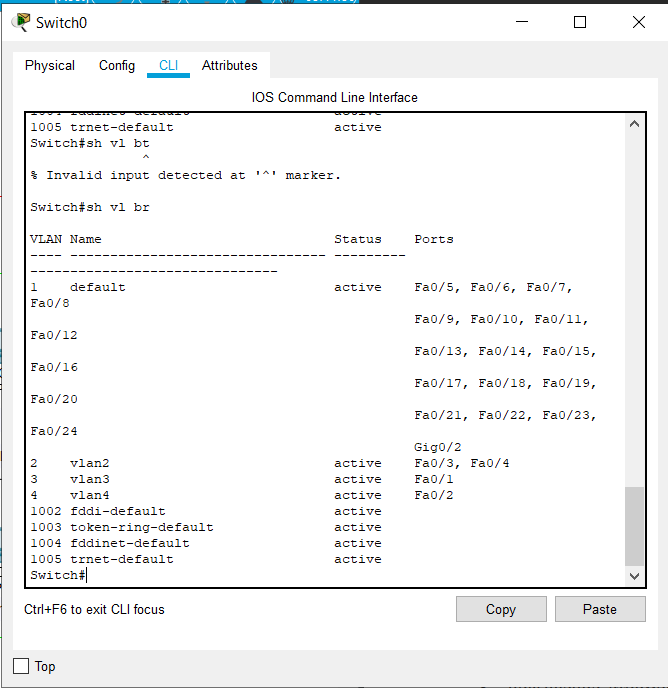 Switch0
Physical Config CLI Attributes
IOS Command Line Interface
1005 trnet-default active
Switch#sh vl bt
^
% Invalid input detected at '^' marker.
Switch#sh vl br
VLAN Name Status Ports
---- -------------------------------- ---------
-------------------------------
1 default active Fa0/5, Fa0/6, Fa0/7,
Fa0/8
Fa0/9, Fa0/10, Fa0/11,
Fa0/12
Fa0/13, Fa0/14, Fa0/15,
Fa0/16
Fa0/17, Fa0/18, Fa0/19,
Fa0/20
Fa0/21, Fa0/22, Fa0/23,
Fa0/24
Gig0/2
2 vlan2 active Fa0/3, Fa0/4
3 vlan3 active Fa0/1
4 vlan4 active Fa0/2
1002 fddi-default active
1003 token-ring-default active
1004 fddinet-default active
1005 trnet-default active
Switch#
Ctrl+F6 to exit CLI focus
Copy Paste
Top